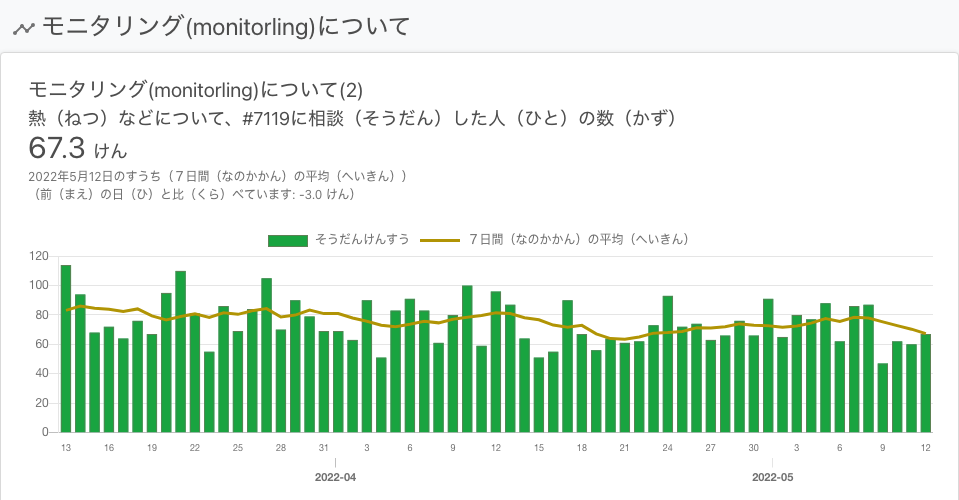 モニタリング(monitorling)について
モニタリング(monitorling)について(2)
熱（ねつ）などについて、#7119に相談（そうだん）した人（ひと）の数（かず）
67.3 けん
2022年5月12日のすうち（７日間（なのかかん）の平均（へいきん））
（前（まえ）の日（ひ）と比（くら）べています: -3.0 けん）
そうだんけんすう ７日間（なのかかん）の平均（へいきん）
120
100
80
60
40
20
0
13 16 19 22 25 28 31 3 6 9 12 15 18 21 24 27 30 3 6 9 12
2022-04 2022-05